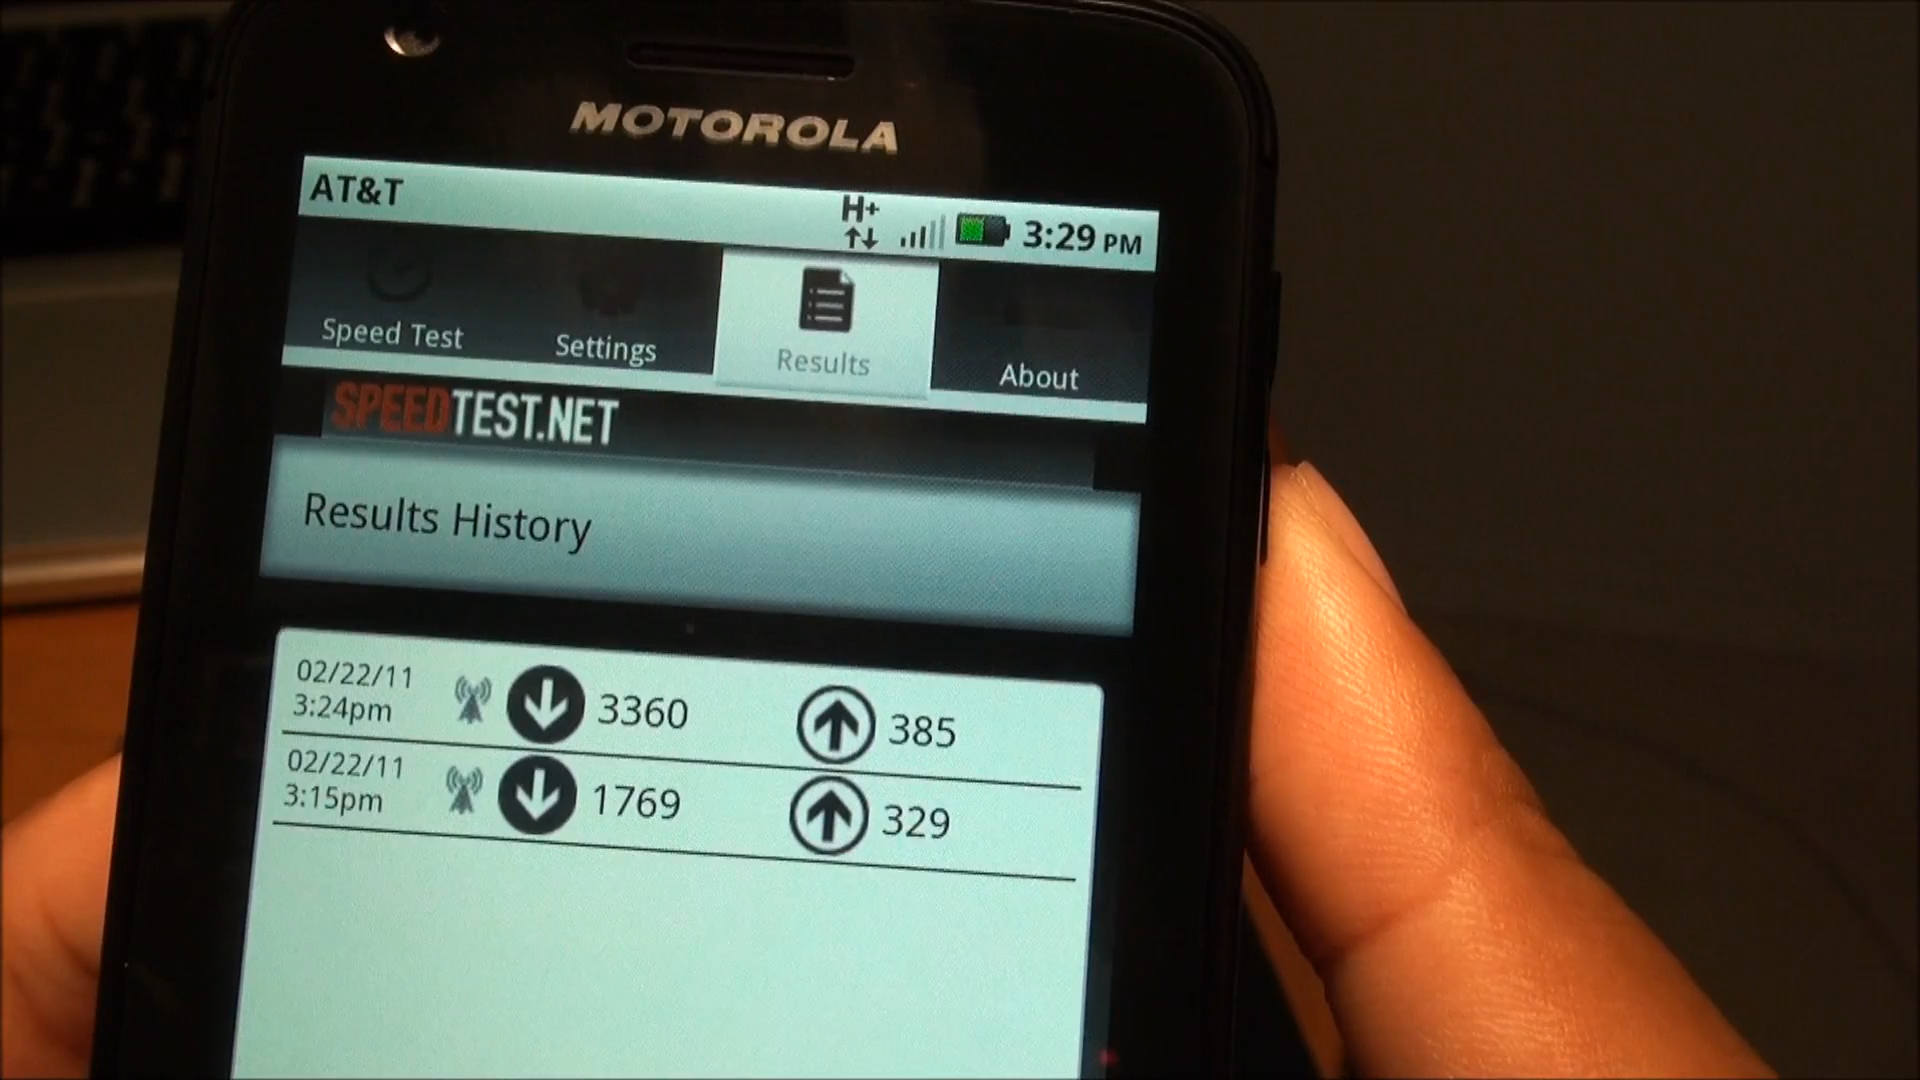 MOTOROLA
AT&T H+ 3:29 PM
Speed Test Settings Results About
SPEEDTEST.NET
Results History
02/22/11
3:24pm 3360 385
02/22/11
3:15pm 1769 329